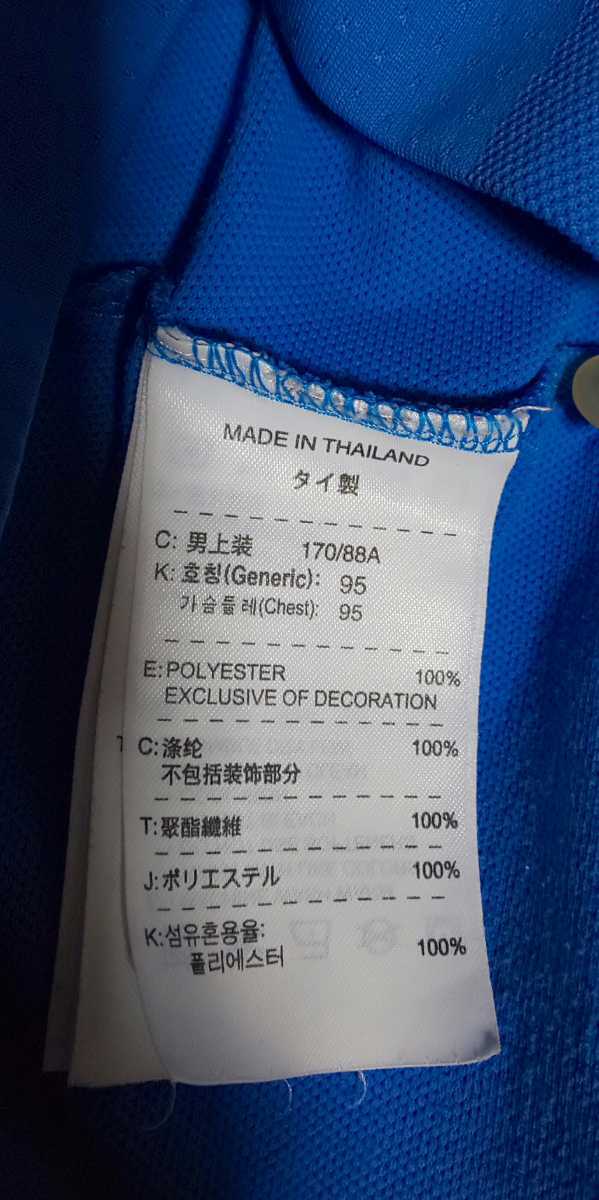 MADE IN THAILAND
タイ製
C: 男上装 170/88A
K: 호칭(Generic): 95
가슴둘레(Chest): 95
E: POLYESTER 100%
EXCLUSIVE OF DECORATION
C: 涤纶 100%
不包括装饰部分
T: 聚酯纖維 100%
J: ポリエステル 100%
K: 섬유혼용율:
폴리에스터 100%